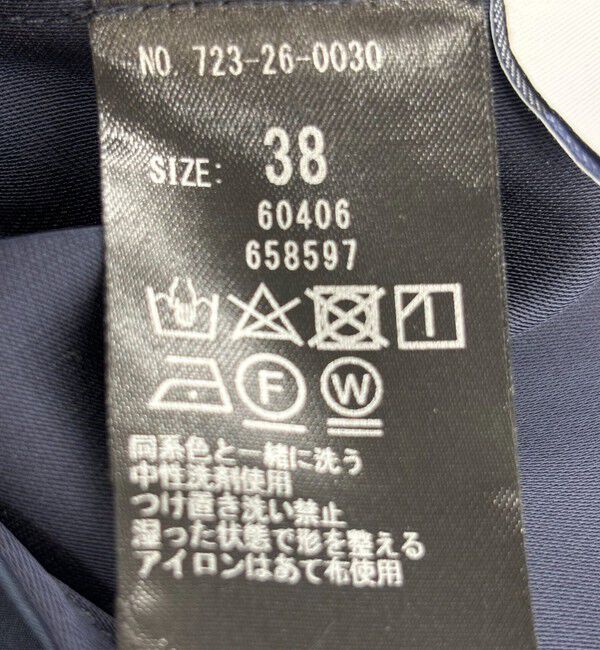 NO. 723-26-0030
SIZE: 38
60406
658597
F W
同系色と一緒に洗う
中性洗剤使用
つけ置き洗い禁止
湿った状態で形を整える
アイロンはあて布使用